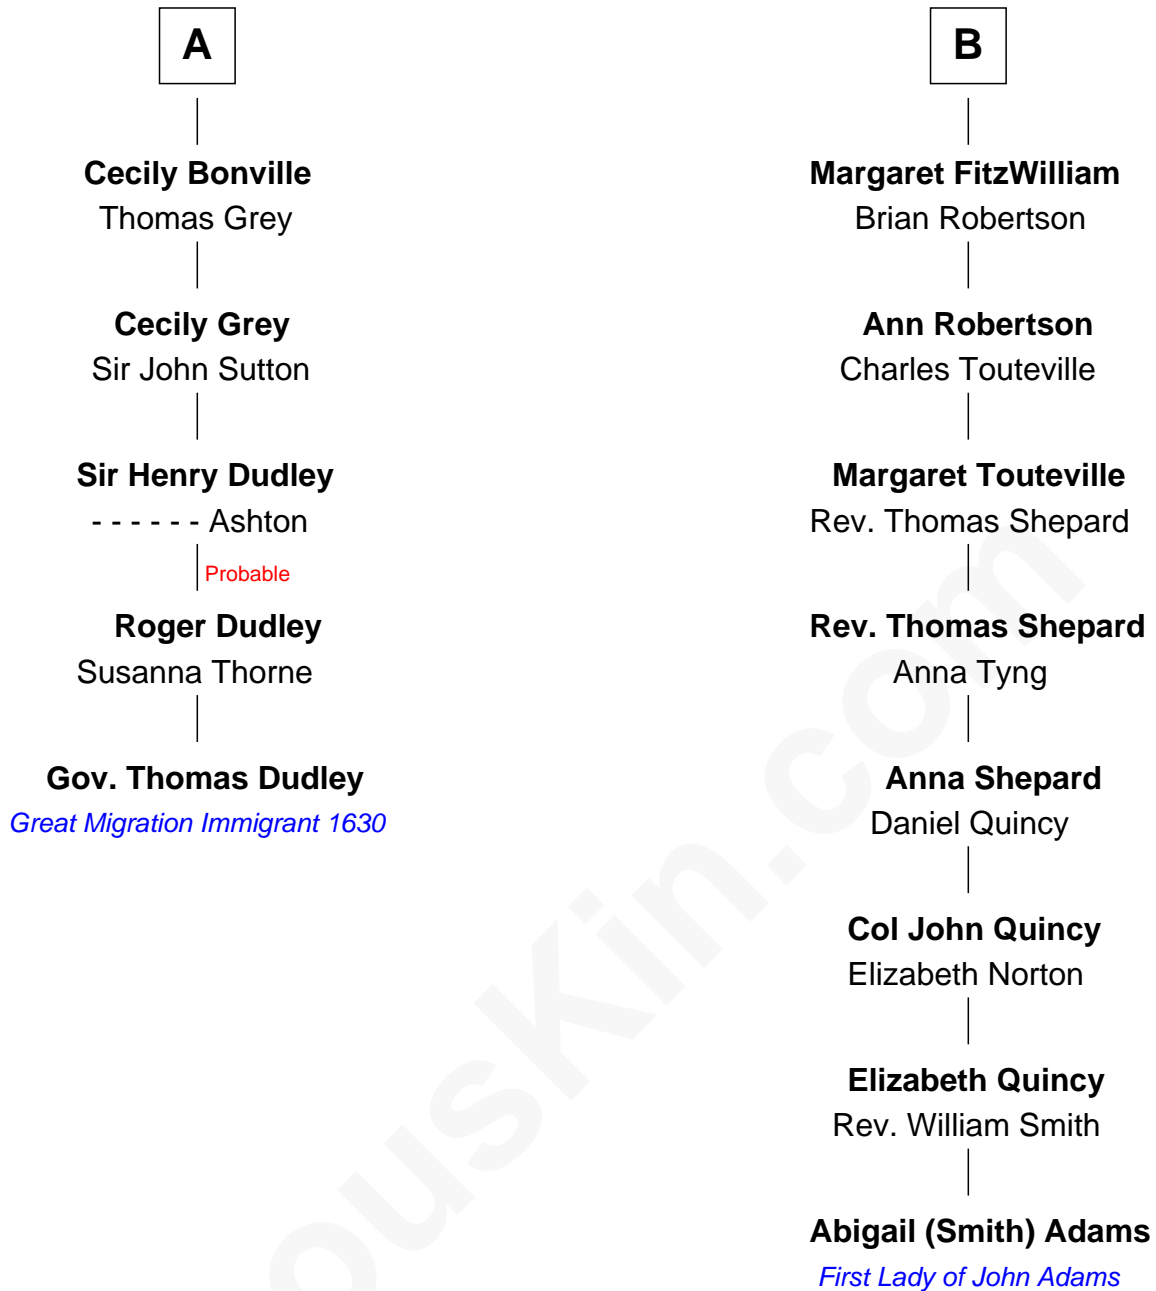 A
Cecily Bonville
Thomas Grey
Cecily Grey
Sir John Sutton
Sir Henry Dudley
- - - - - - Ashton
Probable
Roger Dudley
Susanna Thorne
Gov. Thomas Dudley
Great Migration Immigrant 1630
B
Margaret FitzWilliam
Brian Robertson
Ann Robertson
Charles Touteville
Margaret Touteville
Rev. Thomas Shepard
Rev. Thomas Shepard
Anna Tyng
Anna Shepard
Daniel Quincy
Col John Quincy
Elizabeth Norton
Elizabeth Quincy
Rev. William Smith
Abigail (Smith) Adams
First Lady of John Adams
ousKin.com